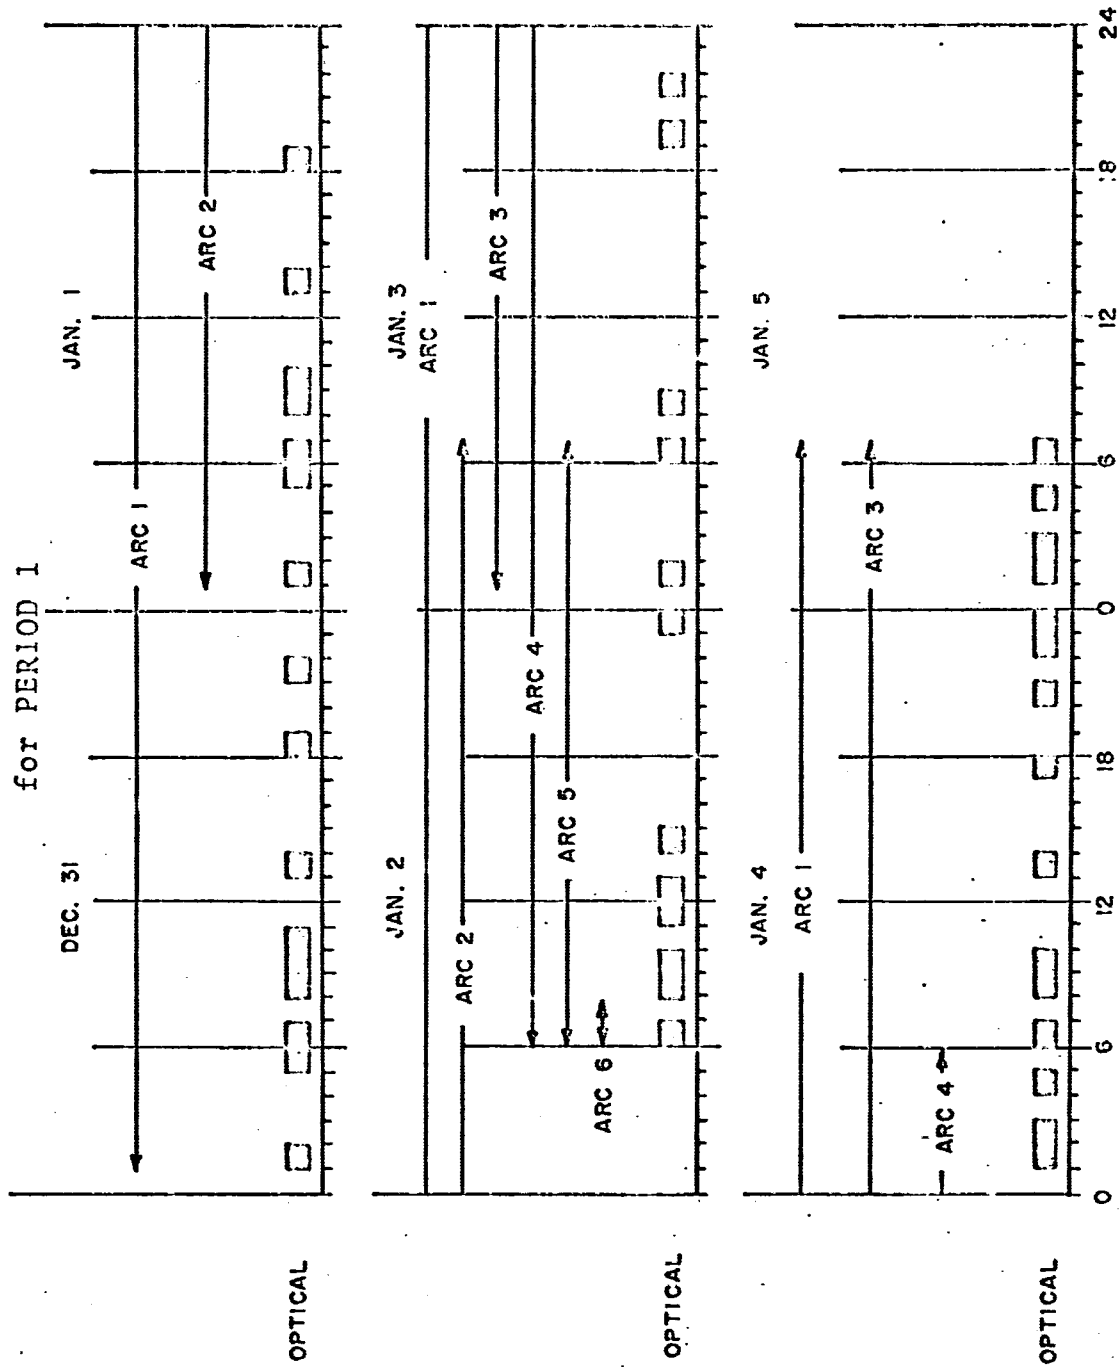 for PERIOD 1
DEC. 31
JAN. 1
ARC 1
ARC 2
OPTICAL
JAN. 2
JAN. 3
ARC 1
ARC 2
ARC 3
ARC 4
ARC 5
ARC 6
OPTICAL
JAN. 4
JAN. 5
ARC 1
ARC 3
ARC 4
OPTICAL
0 6 12 18 0 6 12 18 24